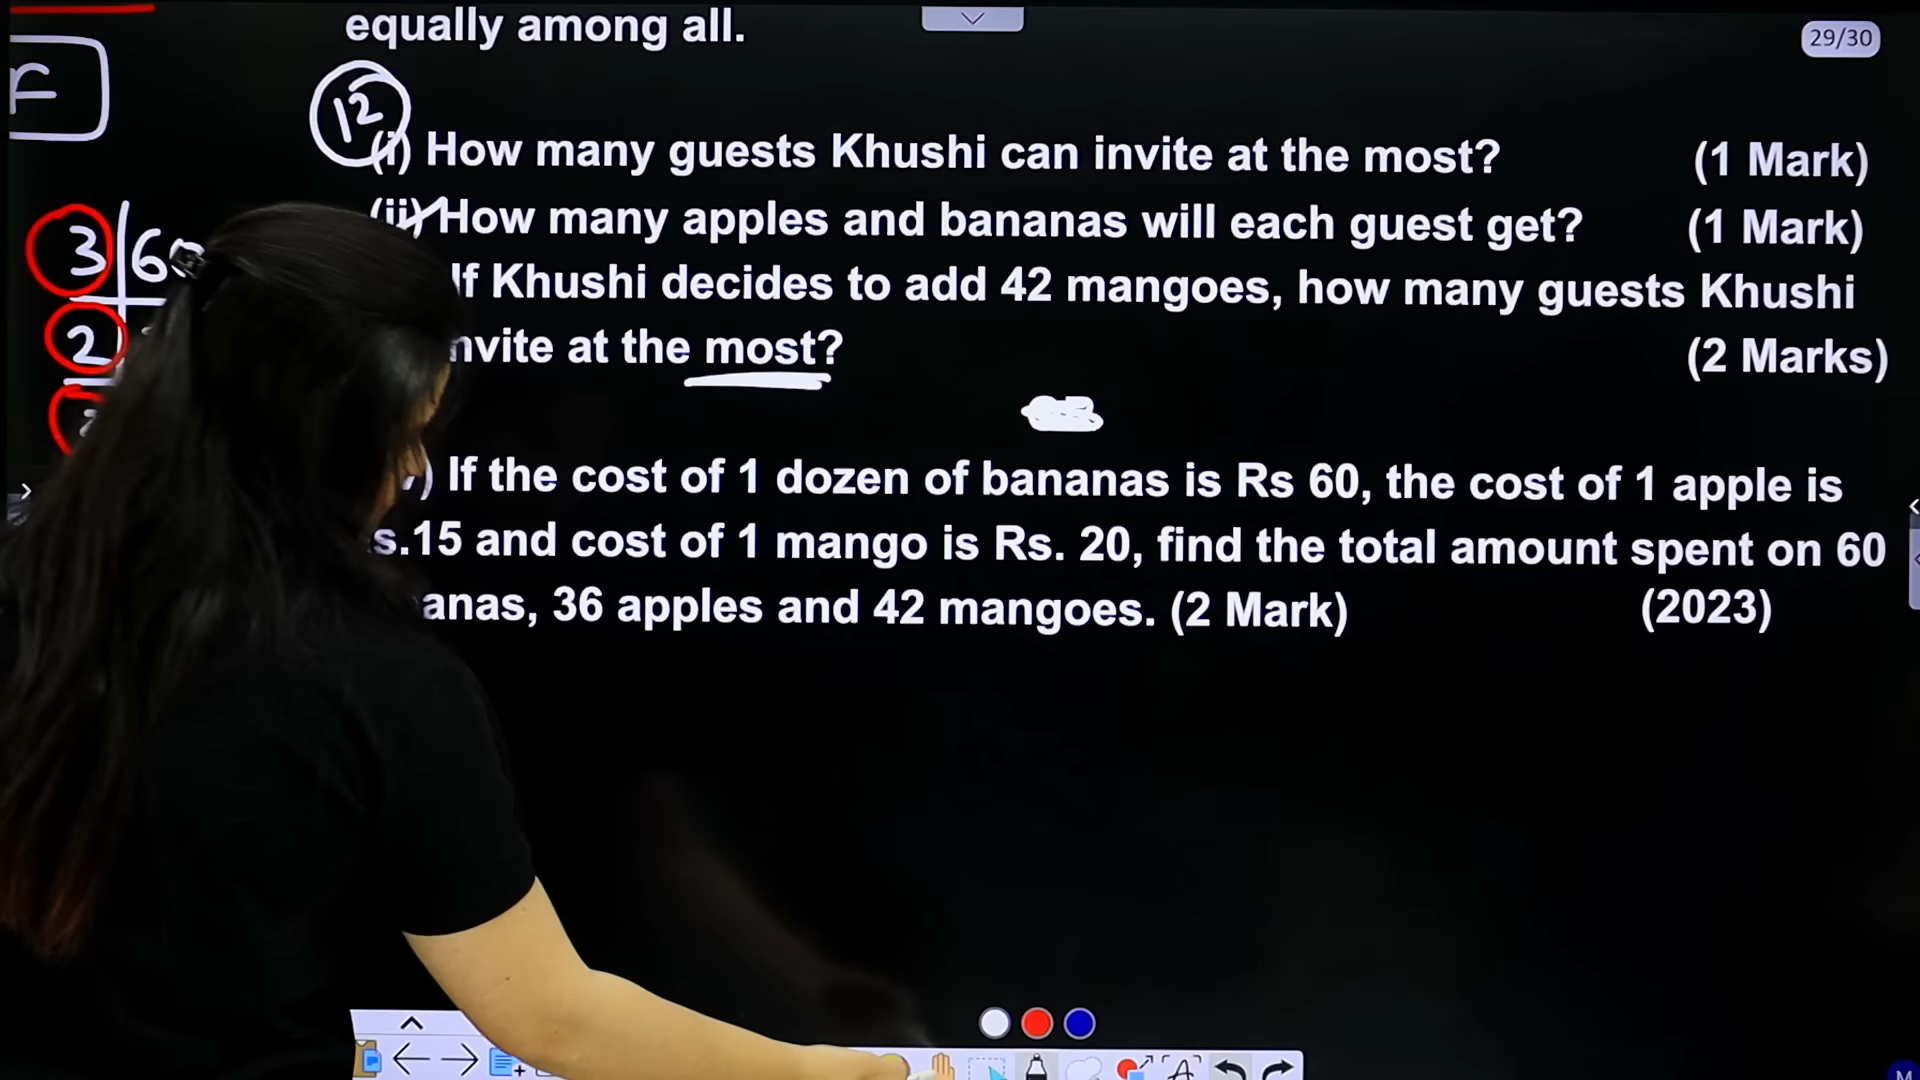 equally among all.
29/30
F
12
(i) How many guests Khushi can invite at the most? (1 Mark)
(ii) How many apples and bananas will each guest get? (1 Mark)
3 60
If Khushi decides to add 42 mangoes, how many guests Khushi
2 nvite at the most? (2 Marks)
) If the cost of 1 dozen of bananas is Rs 60, the cost of 1 apple is
s.15 and cost of 1 mango is Rs. 20, find the total amount spent on 60
anas, 36 apples and 42 mangoes. (2 Mark) (2023)